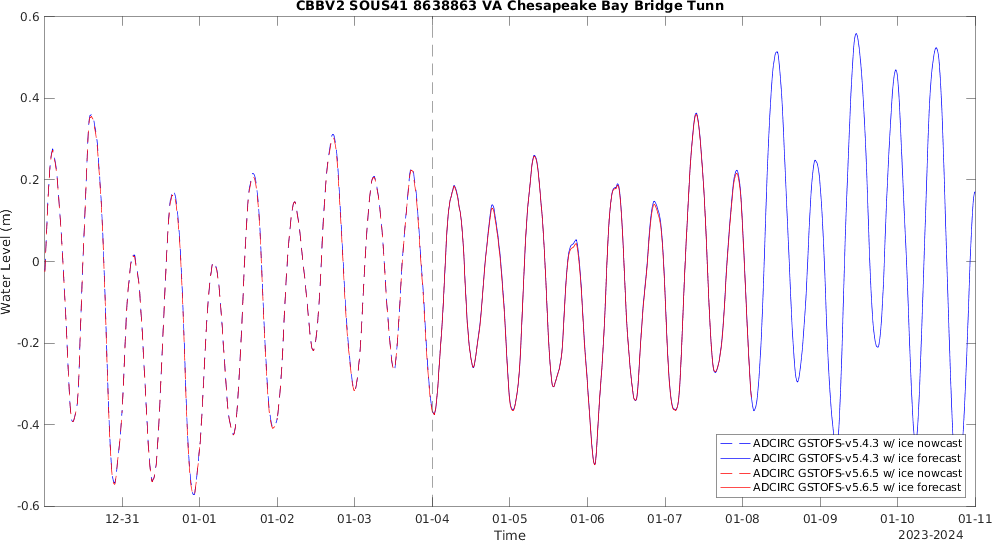 CBBV2 SOUS41 8638863 VA Chesapeake Bay Bridge Tunn
0.6
0.4
0.2
0
-0.2
-0.4
-0.6
Water Level (m)
ADCIRC GSTOFS-v5.4.3 w/ ice nowcast
ADCIRC GSTOFS-v5.4.3 w/ ice forecast
ADCIRC GSTOFS-v5.6.5 w/ ice nowcast
ADCIRC GSTOFS-v5.6.5 w/ ice forecast
12-31 01-01 01-02 01-03 01-04 01-05 01-06 01-07 01-08 01-09 01-10 01-11
Time
2023-2024